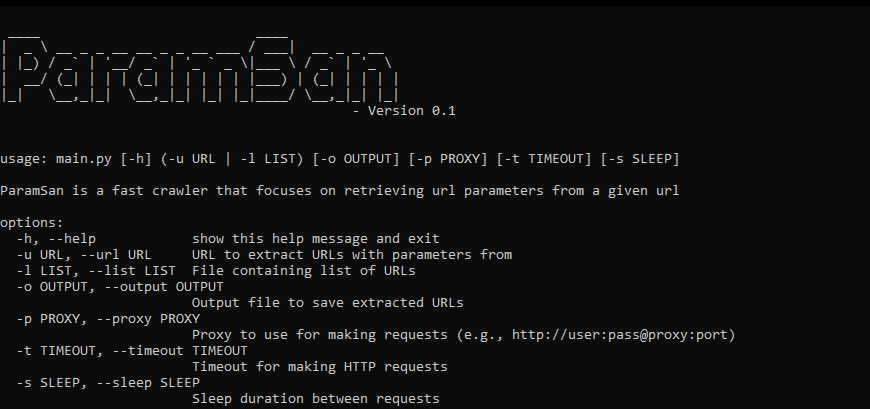 ParamSan
- Version 0.1
usage: main.py [-h] (-u URL | -l LIST) [-o OUTPUT] [-p PROXY] [-t TIMEOUT] [-s SLEEP]
ParamSan is a fast crawler that focuses on retrieving url parameters from a given url
options:
-h, --help show this help message and exit
-u URL, --url URL URL to extract URLs with parameters from
-l LIST, --list LIST File containing list of URLs
-o OUTPUT, --output OUTPUT
Output file to save extracted URLs
-p PROXY, --proxy PROXY
Proxy to use for making requests (e.g., http://user:pass@proxy:port)
-t TIMEOUT, --timeout TIMEOUT
Timeout for making HTTP requests
-s SLEEP, --sleep SLEEP
Sleep duration between requests